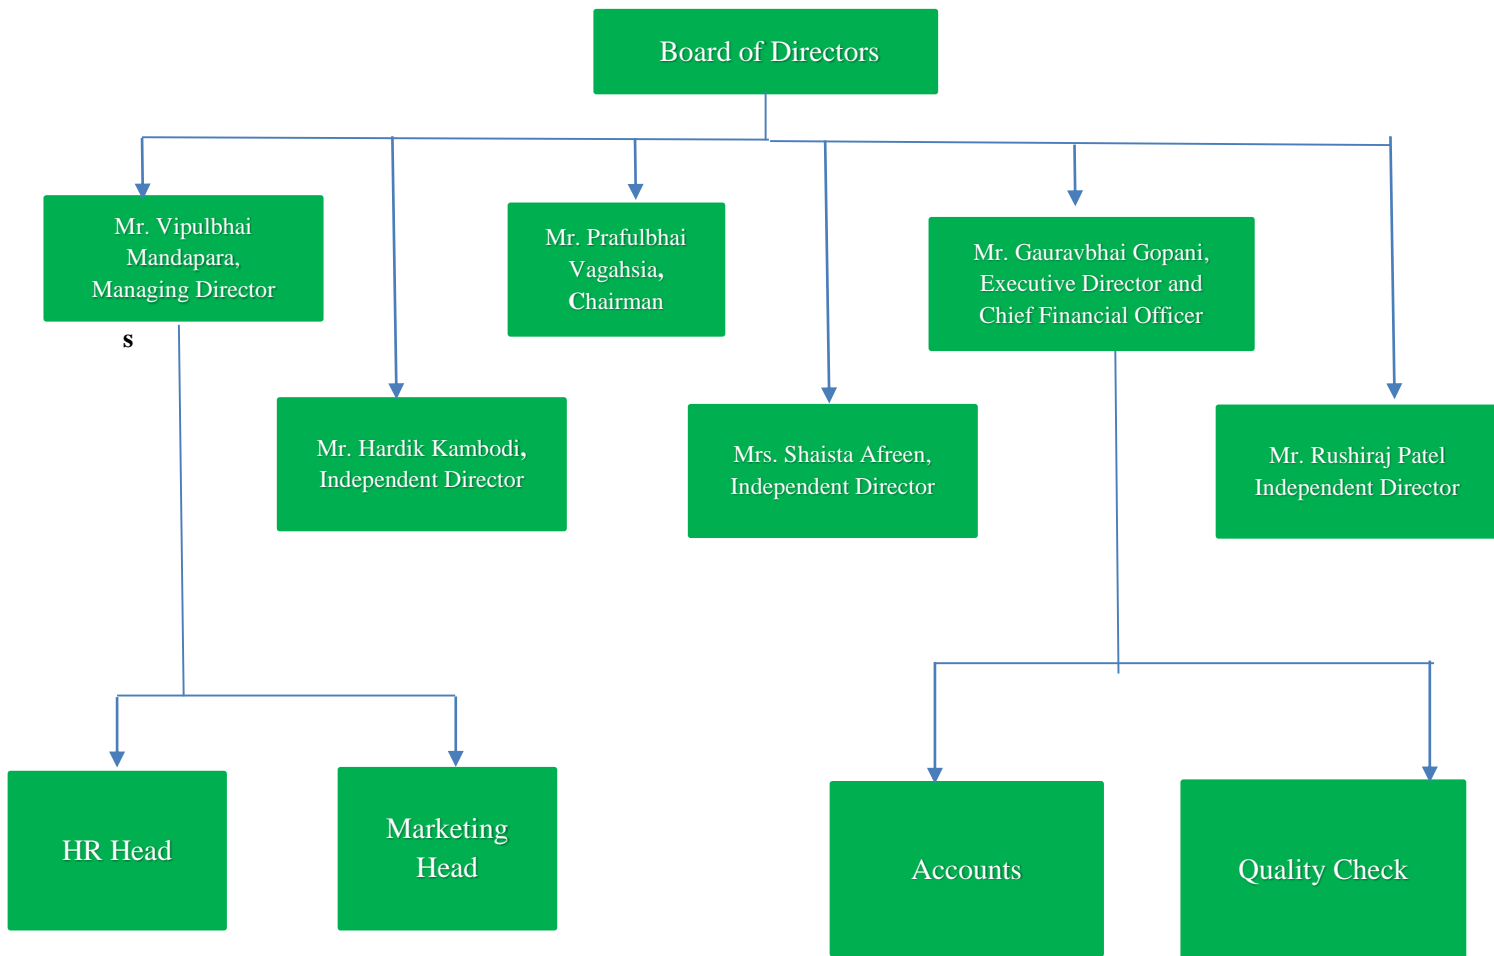 Board of Directors
Mr. Vipulbhai
Mandapara,
Managing Director
s
Mr. Prafulbhai
Vagahsia,
Chairman
Mr. Gauravbhai Gopani,
Executive Director and
Chief Financial Officer
Mr. Hardik Kambodi,
Independent Director
Mrs. Shaista Afreen,
Independent Director
Mr. Rushiraj Patel
Independent Director
HR Head
Marketing
Head
Accounts
Quality Check